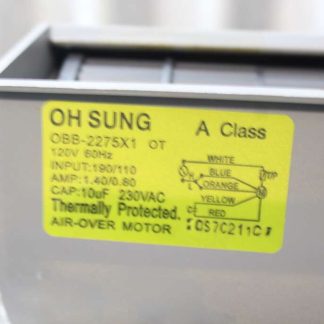 OH SUNG A Class
OBB-2275X1 OT
120V 60Hz
INPUT:190/110
AMP:1.40/0.80
CAP:10uF 230VAC
Thermally Protected.
AIR-OVER MOTOR
WHITE
BLUE
H
ORANGE
L
TP
M
YELLOW
C
RED